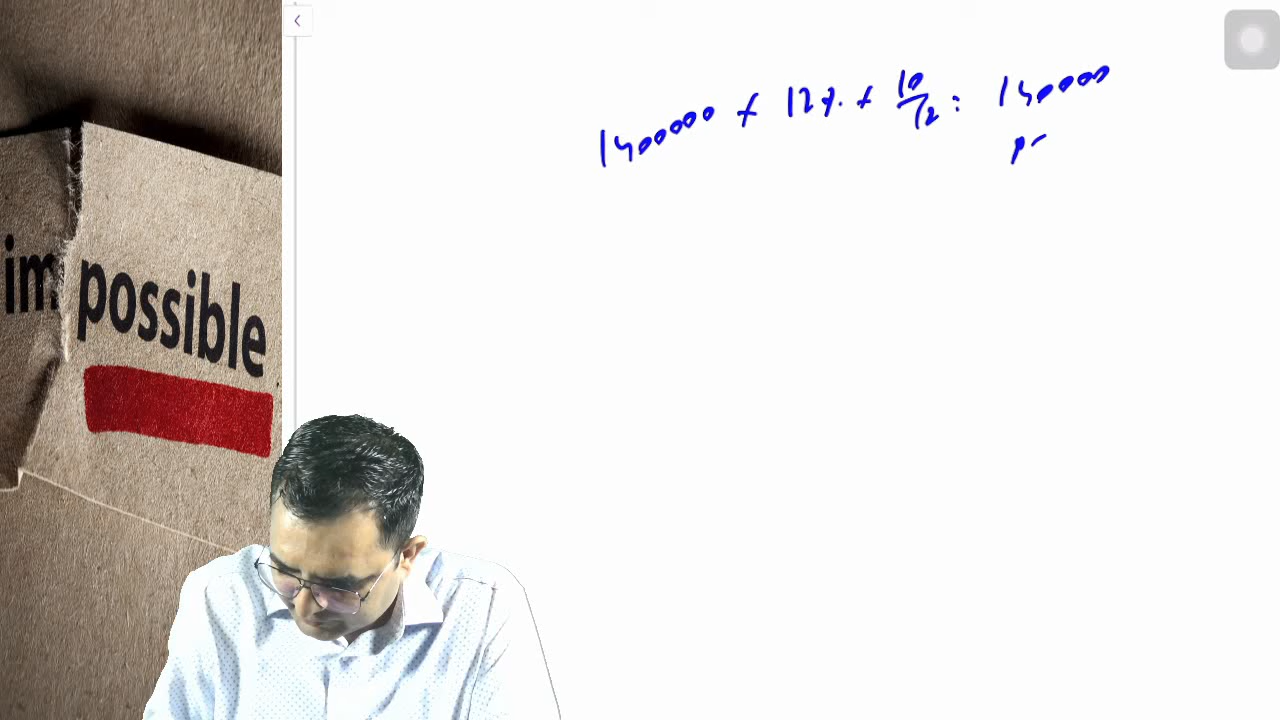 1400000 × 12% × 10/12 = 140000
impossible